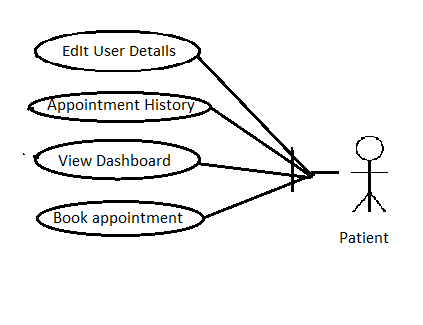 EdIt User DetaIls
Appointment History
View Dashboard
Book appointment
Patient